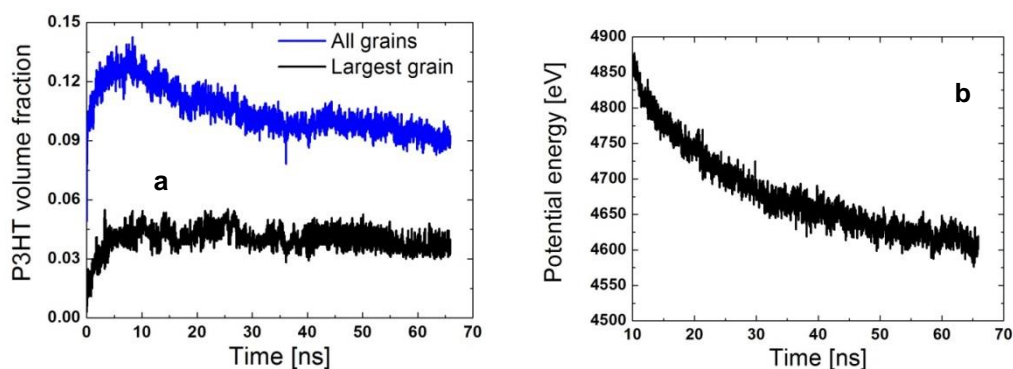 0.15
0.12
0.09
0.06
0.03
0.00
P3HT volume fraction
All grains
Largest grain
a
0 10 20 30 40 50 60 70
Time [ns]
4900
4850
4800
4750
4700
4650
4600
4550
4500
Potential energy [eV]
b
10 20 30 40 50 60 70
Time [ns]